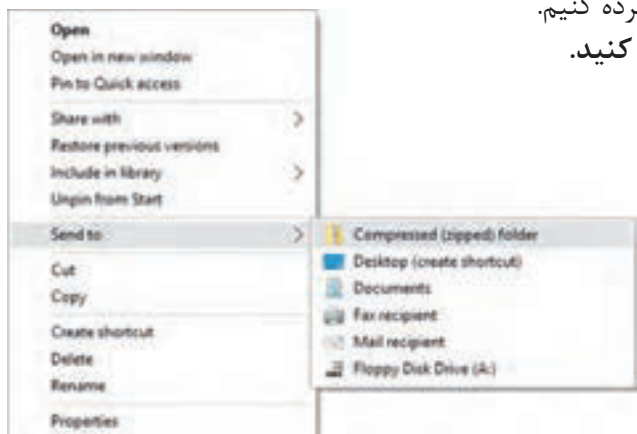 کنیم.
کنید.
Open
Open in new window
Pin to Quick access
Share with
Restore previous versions
Include in library
Unpin from Start
Send to
Cut
Copy
Create shortcut
Delete
Rename
Properties
Compressed (zipped) folder
Desktop (create shortcut)
Documents
Fax recipient
Mail recipient
Floppy Disk Drive (A:)